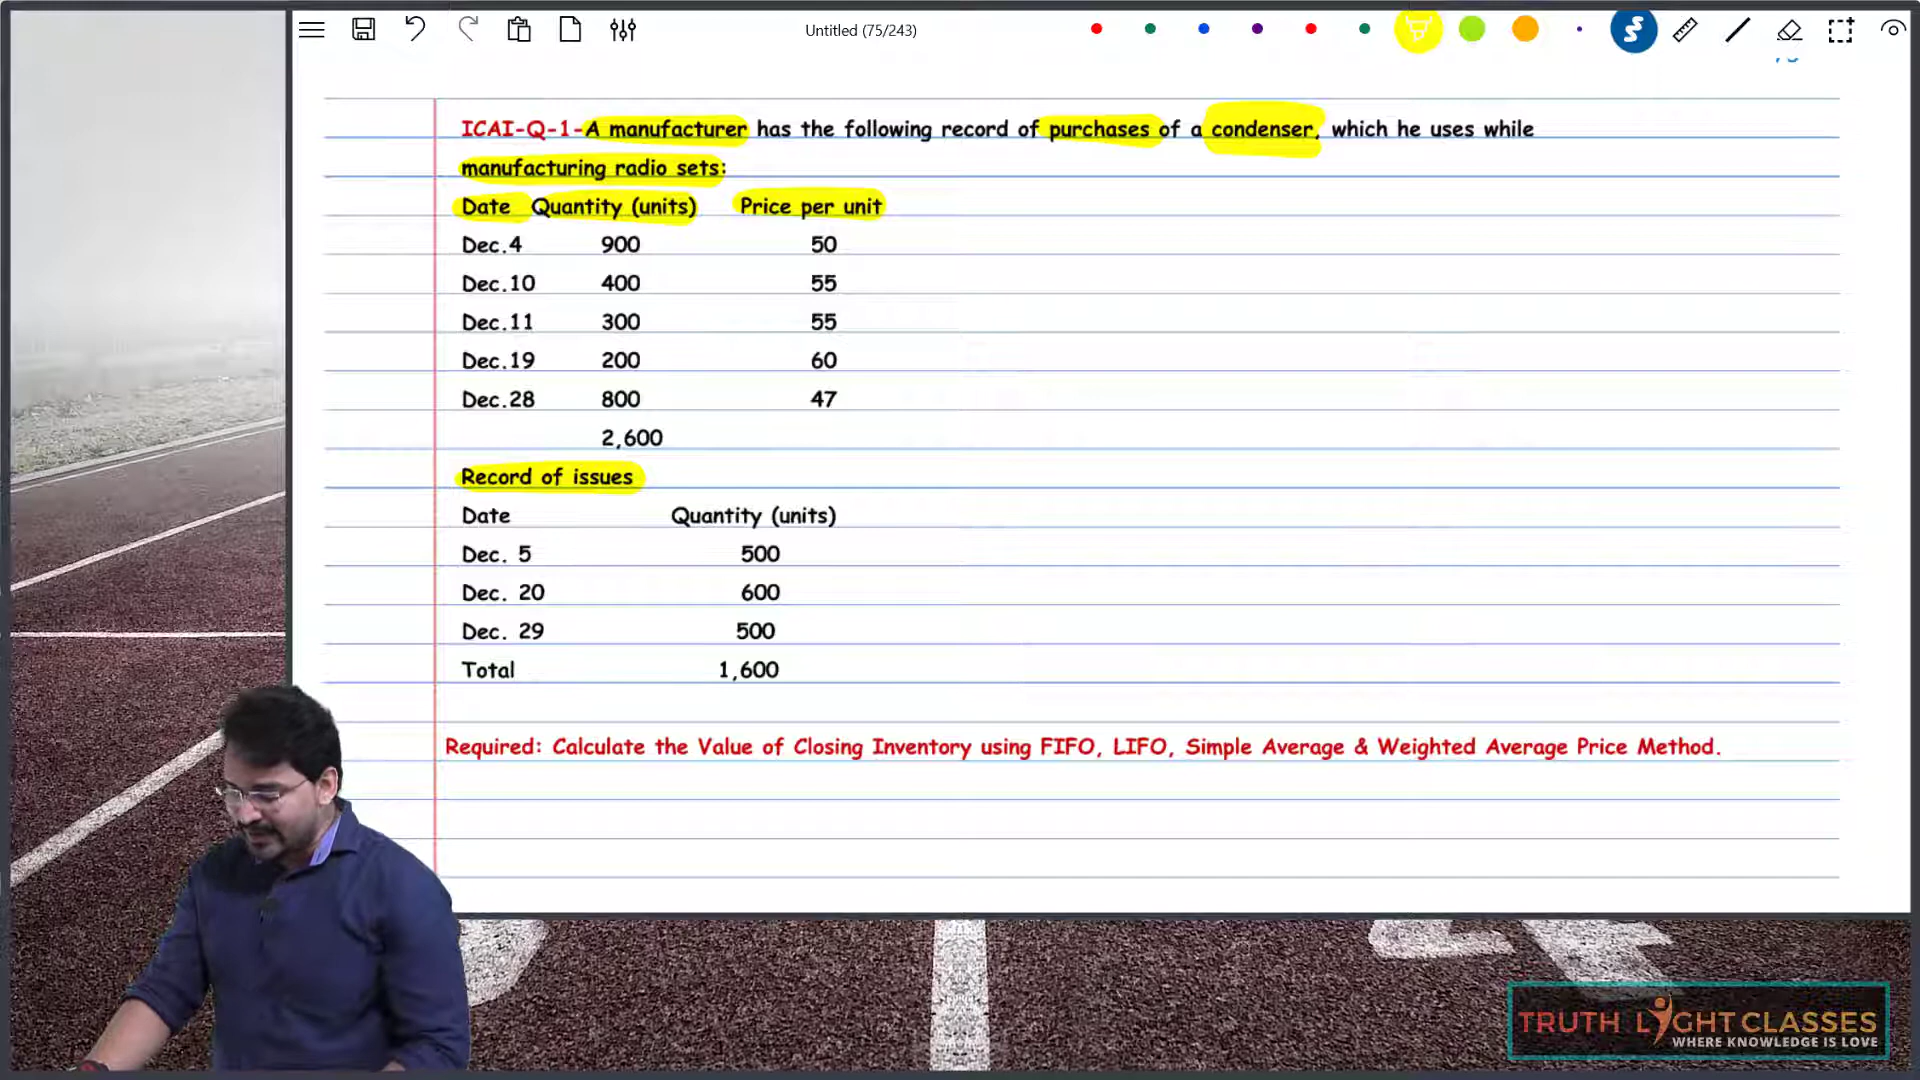 Untitled (75/243)
ICAI-Q-1-A manufacturer has the following record of purchases of a condenser, which he uses while
manufacturing radio sets:
Date Quantity (units) Price per unit
Dec.4 900 50
Dec.10 400 55
Dec.11 300 55
Dec.19 200 60
Dec.28 800 47
2,600
Record of issues
Date Quantity (units)
Dec. 5 500
Dec. 20 600
Dec. 29 500
Total 1,600
Required: Calculate the Value of Closing Inventory using FIFO, LIFO, Simple Average & Weighted Average Price Method.
TRUTH LIGHT CLASSES
WHERE KNOWLEDGE IS LOVE